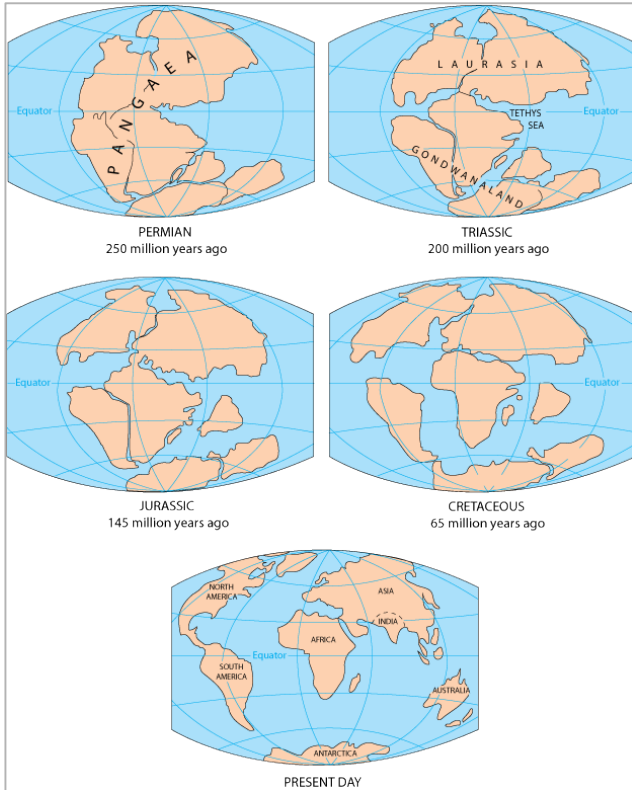 PANGAEA
Equator
PERMIAN
250 million years ago
LAURASIA
TETHYS
SEA
Equator
GONDWANALAND
TRIASSIC
200 million years ago
Equator
JURASSIC
145 million years ago
Equator
CRETACEOUS
65 million years ago
NORTH
AMERICA
ASIA
INDIA
AFRICA
Equator
SOUTH
AMERICA
AUSTRALIA
ANTARCTICA
PRESENT DAY